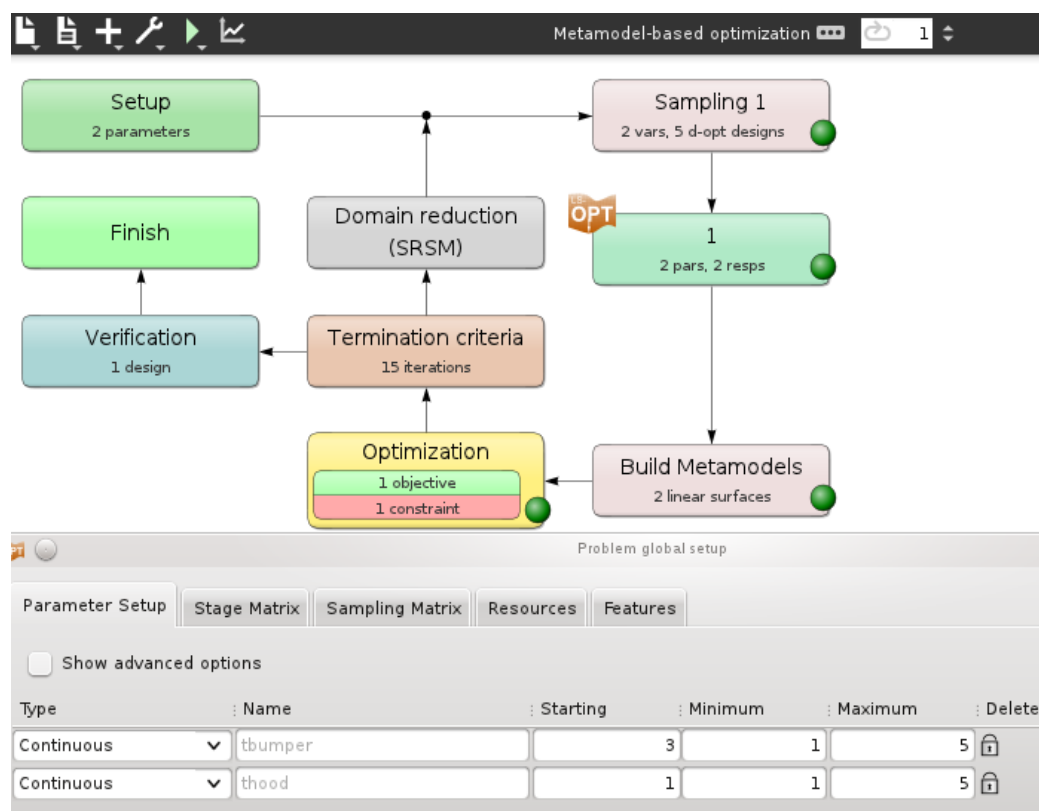 Metamodel-based optimization 1
Setup
2 parameters
Sampling 1
2 vars, 5 d-opt designs
Finish
Domain reduction
(SRSM)
LS-
OPT
1
2 pars, 2 resps
Verification
1 design
Termination criteria
15 iterations
Optimization
1 objective
1 constraint
Build Metamodels
2 linear surfaces
PT Problem global setup
Parameter Setup Stage Matrix Sampling Matrix Resources Features
Show advanced options
Type Name Starting Minimum Maximum Delete
Continuous tbumper 3 1 5
Continuous thood 1 1 5